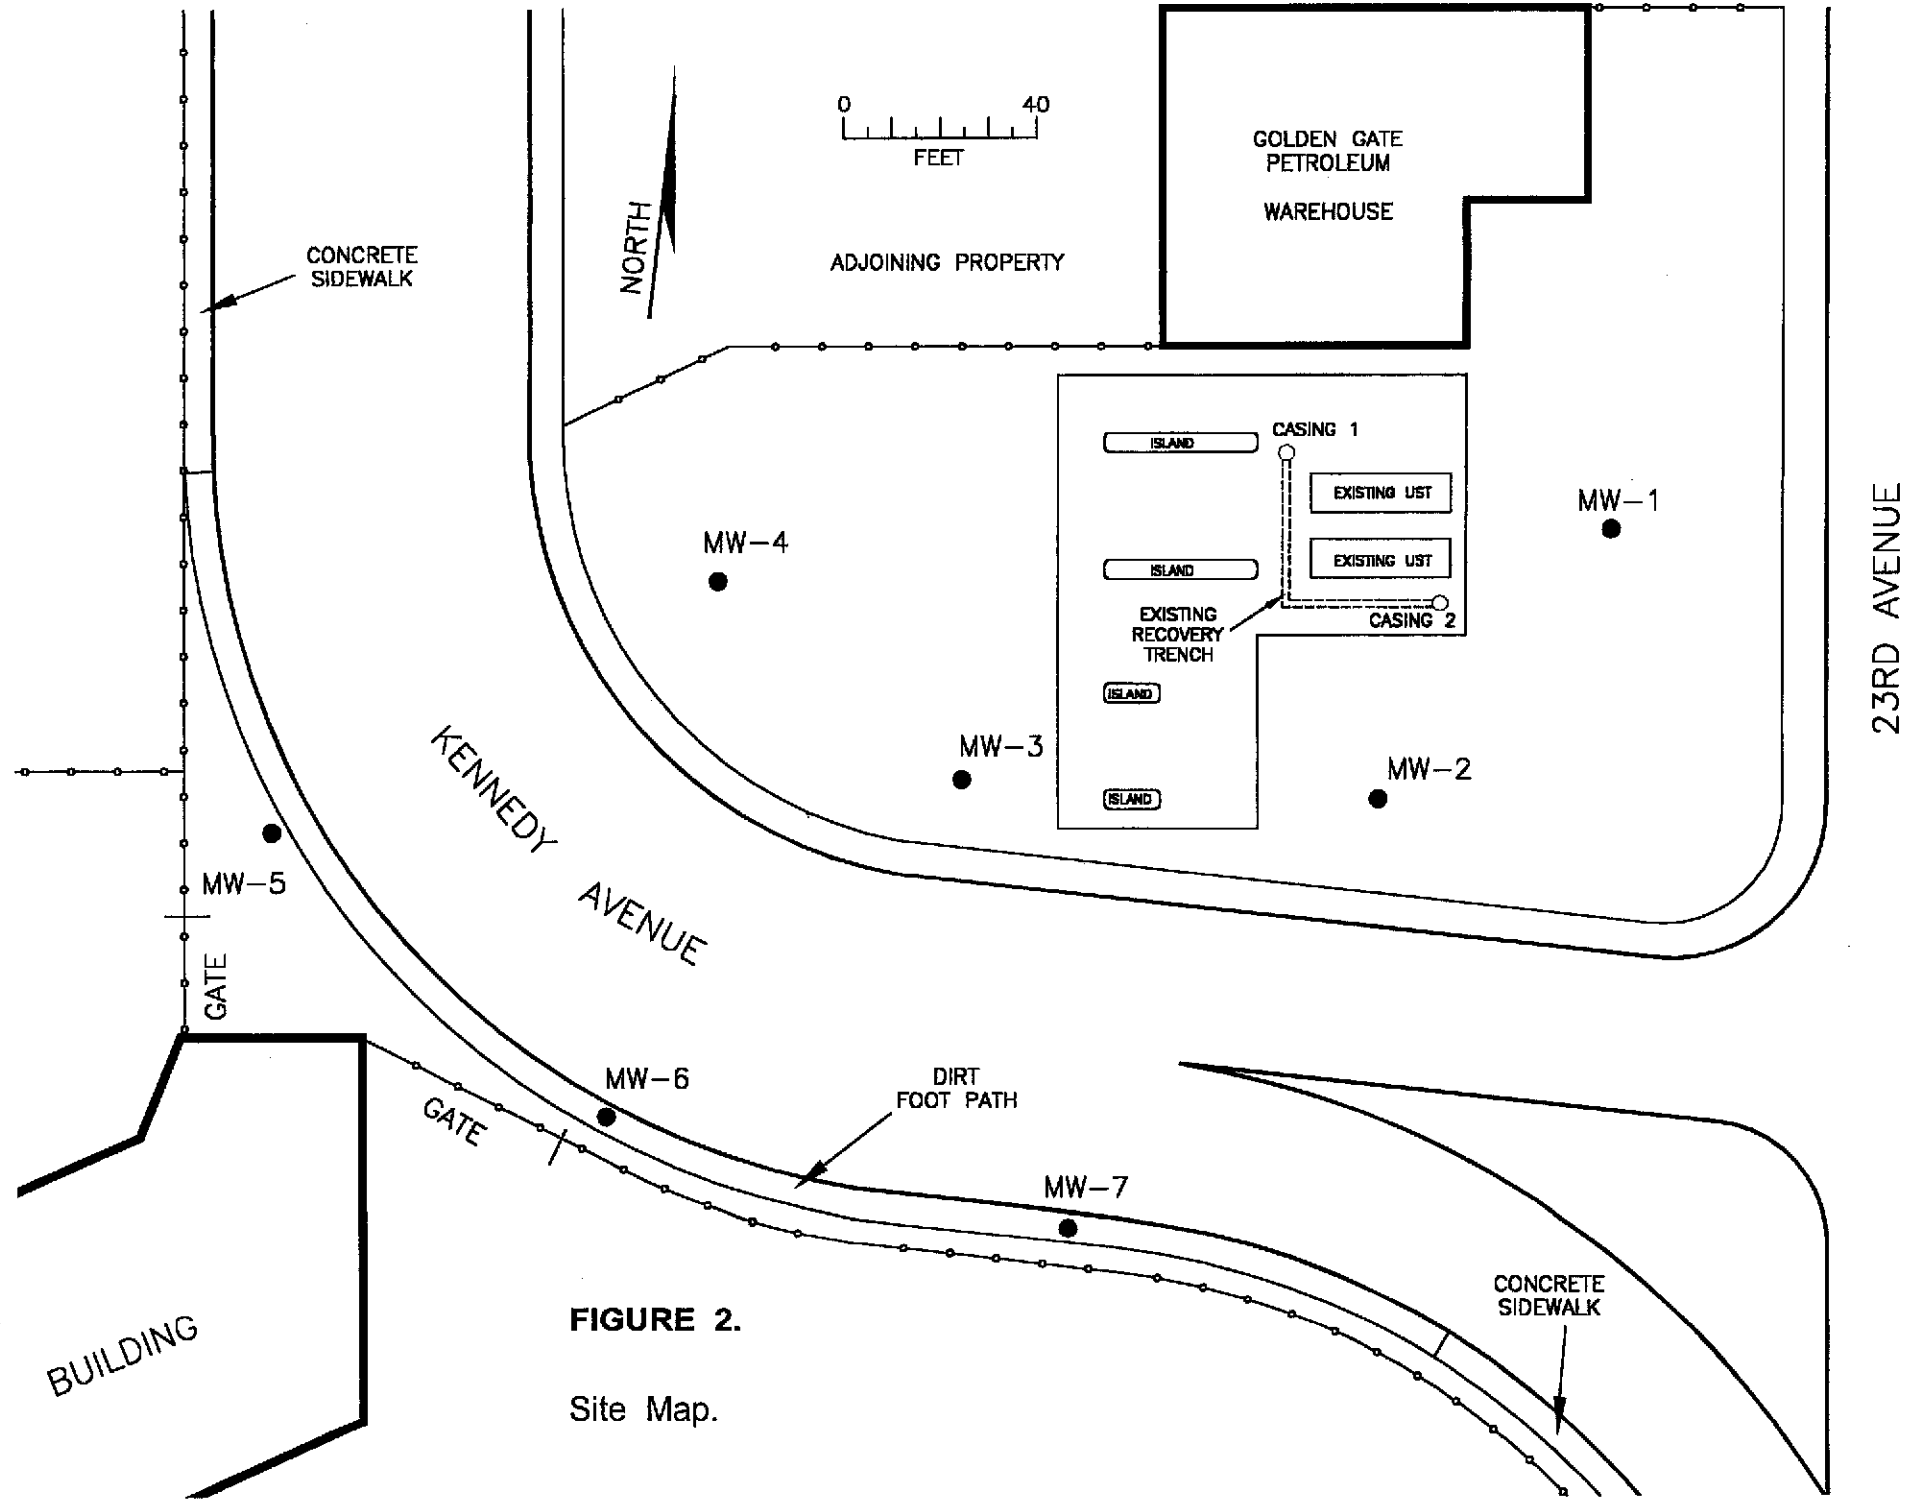 0 40
FEET
GOLDEN GATE
PETROLEUM
WAREHOUSE
NORTH
CONCRETE
SIDEWALK
ADJOINING PROPERTY
CASING 1
ISLAND
EXISTING UST
MW-1
23RD AVENUE
MW-4
EXISTING UST
ISLAND
EXISTING
RECOVERY
TRENCH
CASING 2
ISLAND
MW-3
MW-2
ISLAND
KENNEDY
AVENUE
MW-5
GATE
MW-6
GATE
DIRT
FOOT PATH
MW-7
CONCRETE
SIDEWALK
BUILDING
FIGURE 2.
Site Map.